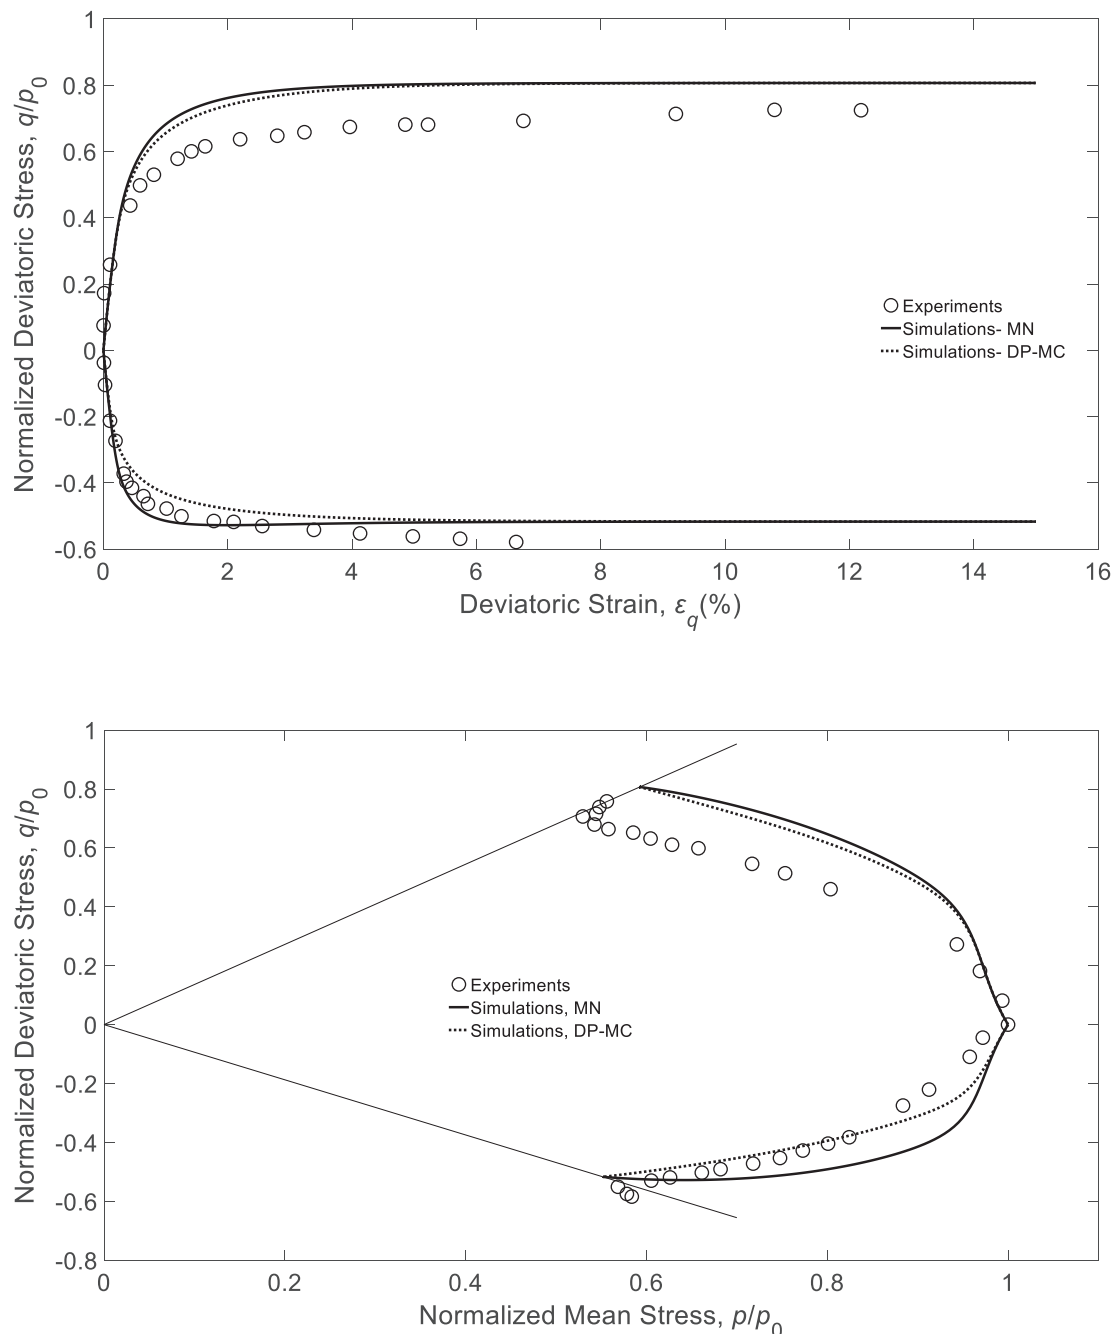 1
0.8
0.6
0.4
0.2
0
-0.2
-0.4
-0.6
Normalized Deviatoric Stress, q/p0
Experiments
Simulations- MN
Simulations- DP-MC
0 2 4 6 8 10 12 14 16
Deviatoric Strain, εq(%)
1
0.8
0.6
0.4
0.2
0
-0.2
-0.4
-0.6
-0.8
Normalized Deviatoric Stress, q/p0
Experiments
Simulations, MN
Simulations, DP-MC
0 0.2 0.4 0.6 0.8 1
Normalized Mean Stress, p/p0